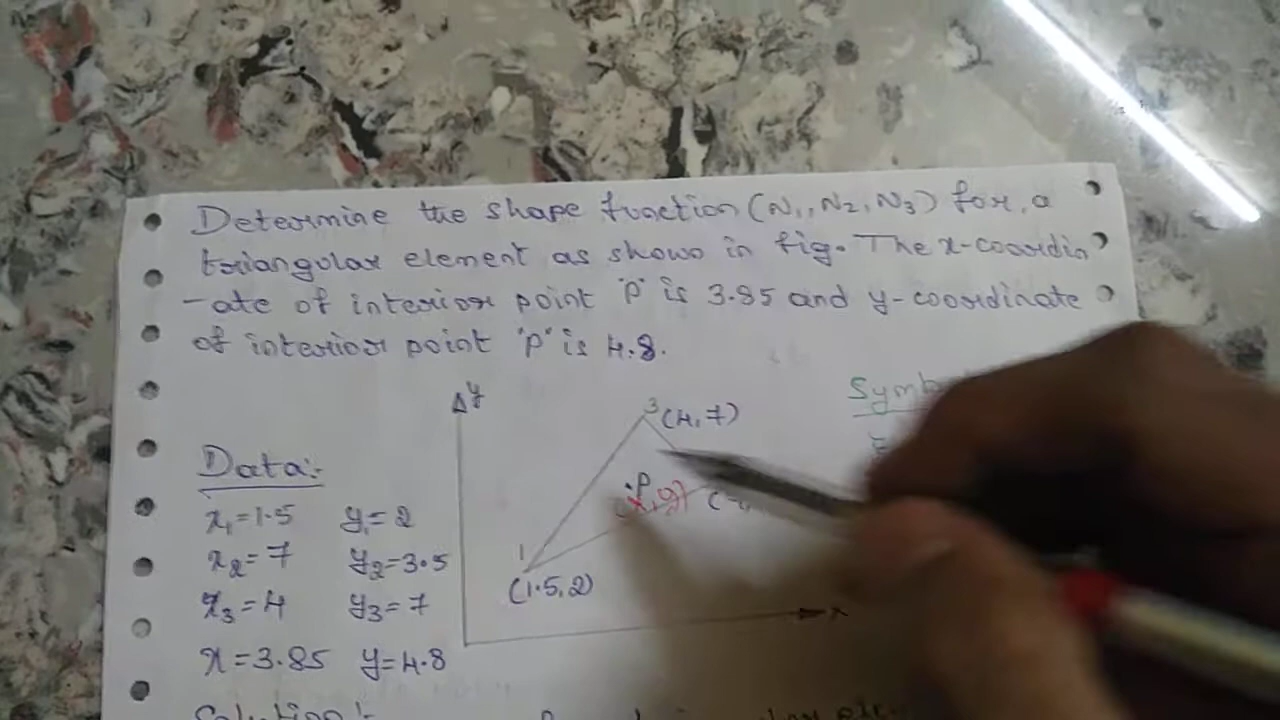 Determine the shape function (N1, N2, N3) for a
triangular element as shown in fig. The x-coordin
-ate of interior point 'P' is 3.85 and y-coordinate
of interior point 'P' is 4.8.
y
3 (4,7)
Data:-
P
(x,y)
x1=1.5 y1=2
1
x2=7 y2=3.5
(1.5,2)
x3=4 y3=7
x
x=3.85 y=4.8
Solution:-